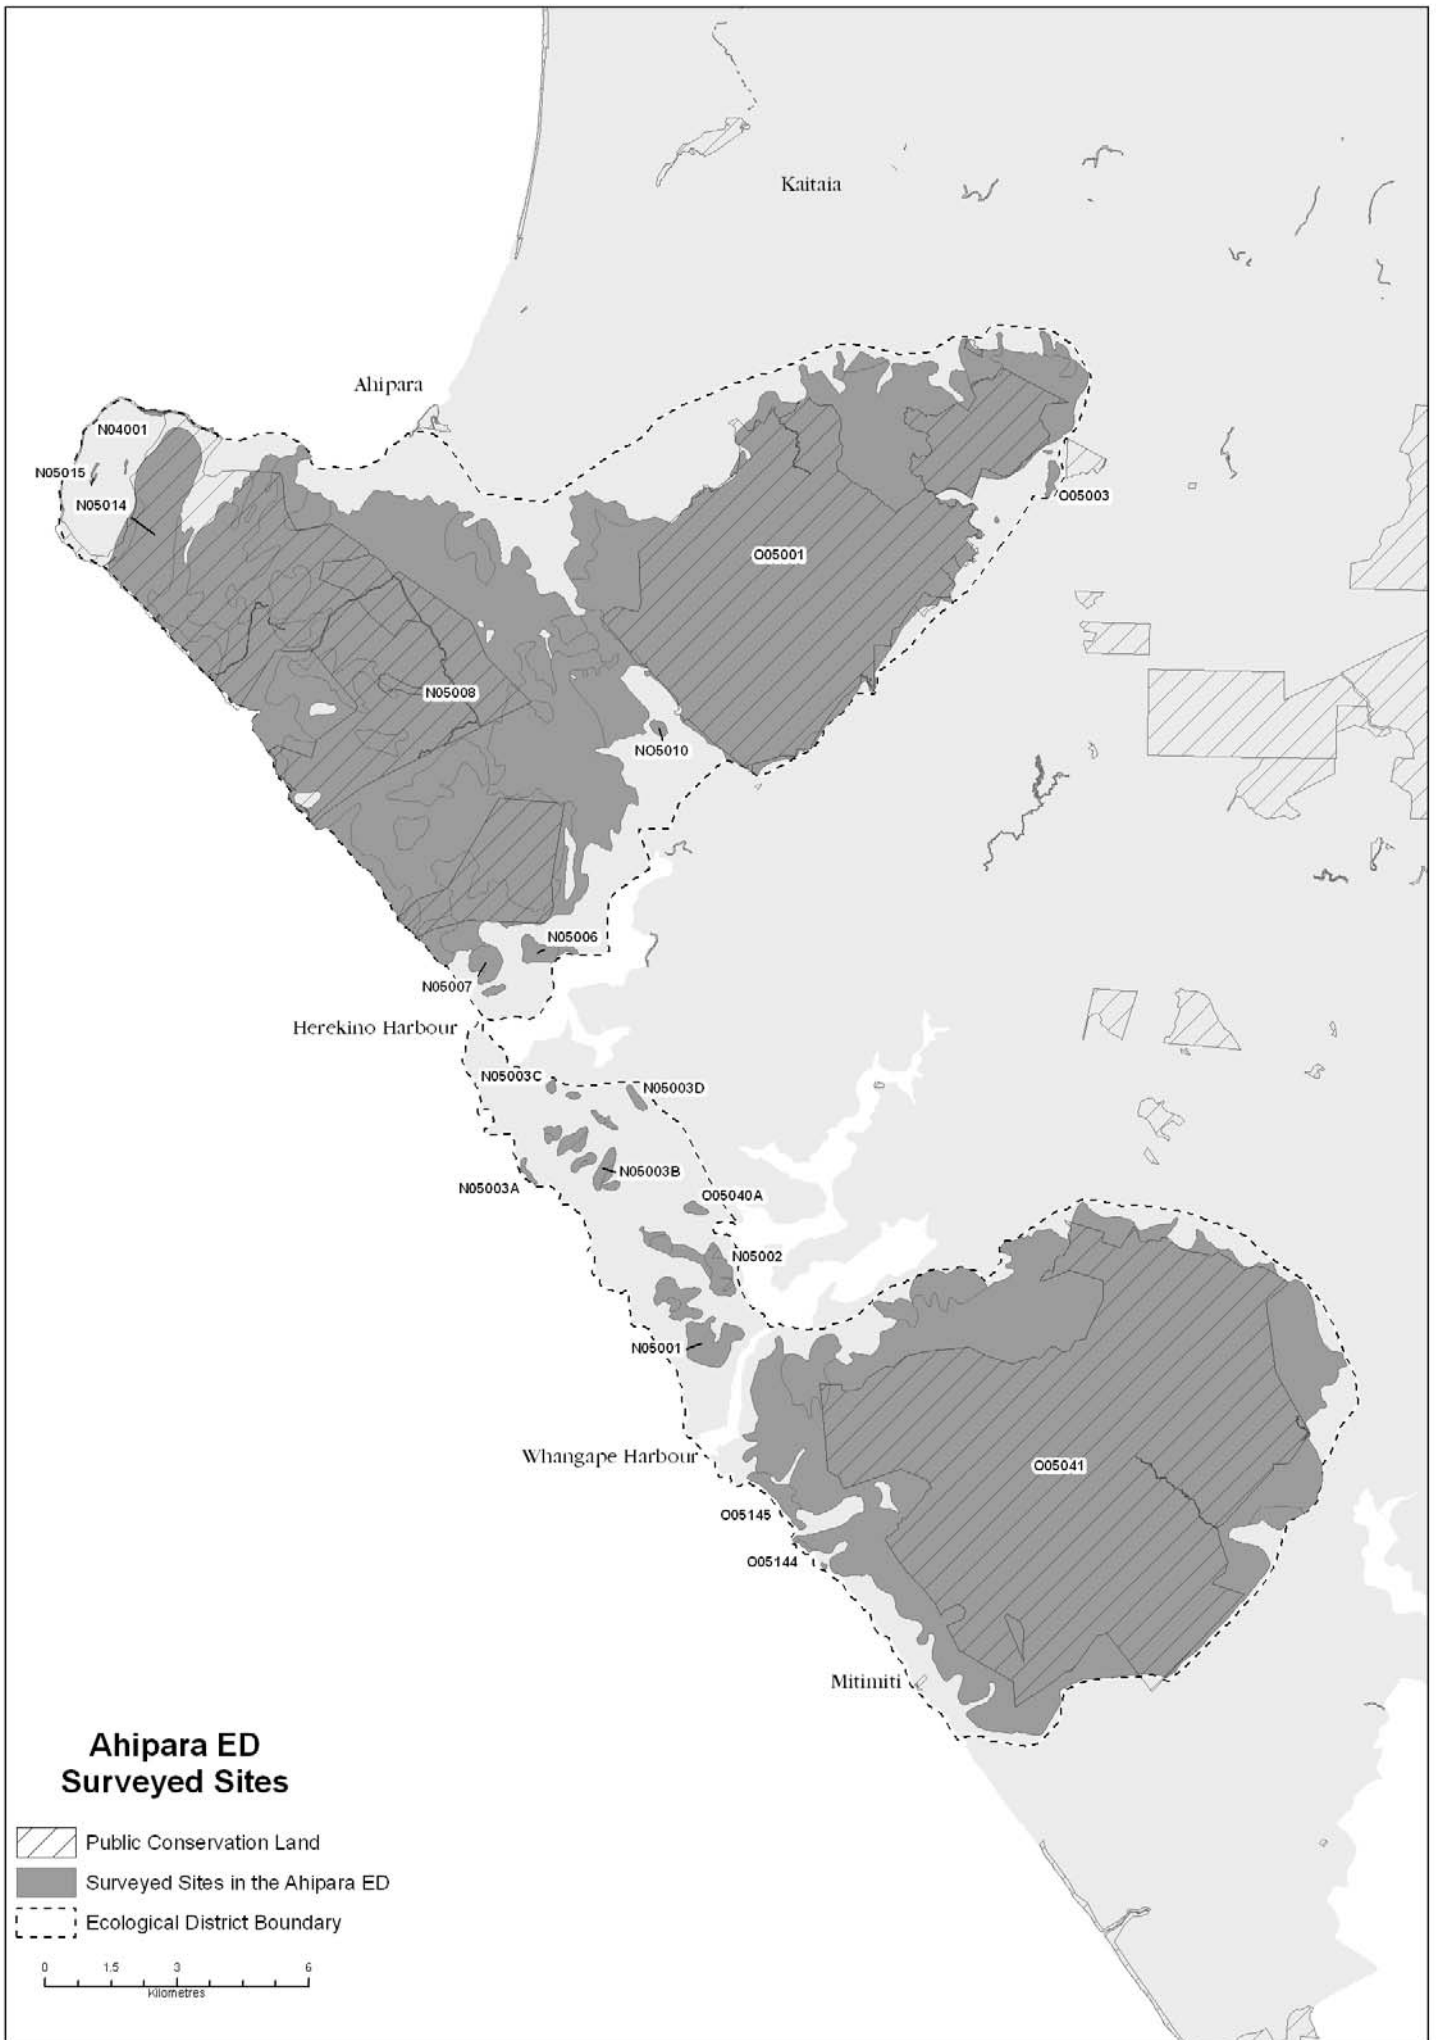 Kaitaia
Ahipara
N04001
N05015
N05014
O05003
O05001
N05008
NO5010
N05006
N05007
Herekino Harbour
N05003C
N05003D
N05003B
N05003A
O05040A
N05002
N05001
Whangape Harbour
O05041
O05145
O05144
Mitimiti
Ahipara ED
Surveyed Sites
Public Conservation Land
Surveyed Sites in the Ahipara ED
Ecological District Boundary
0 1.5 3 6
Kilometres